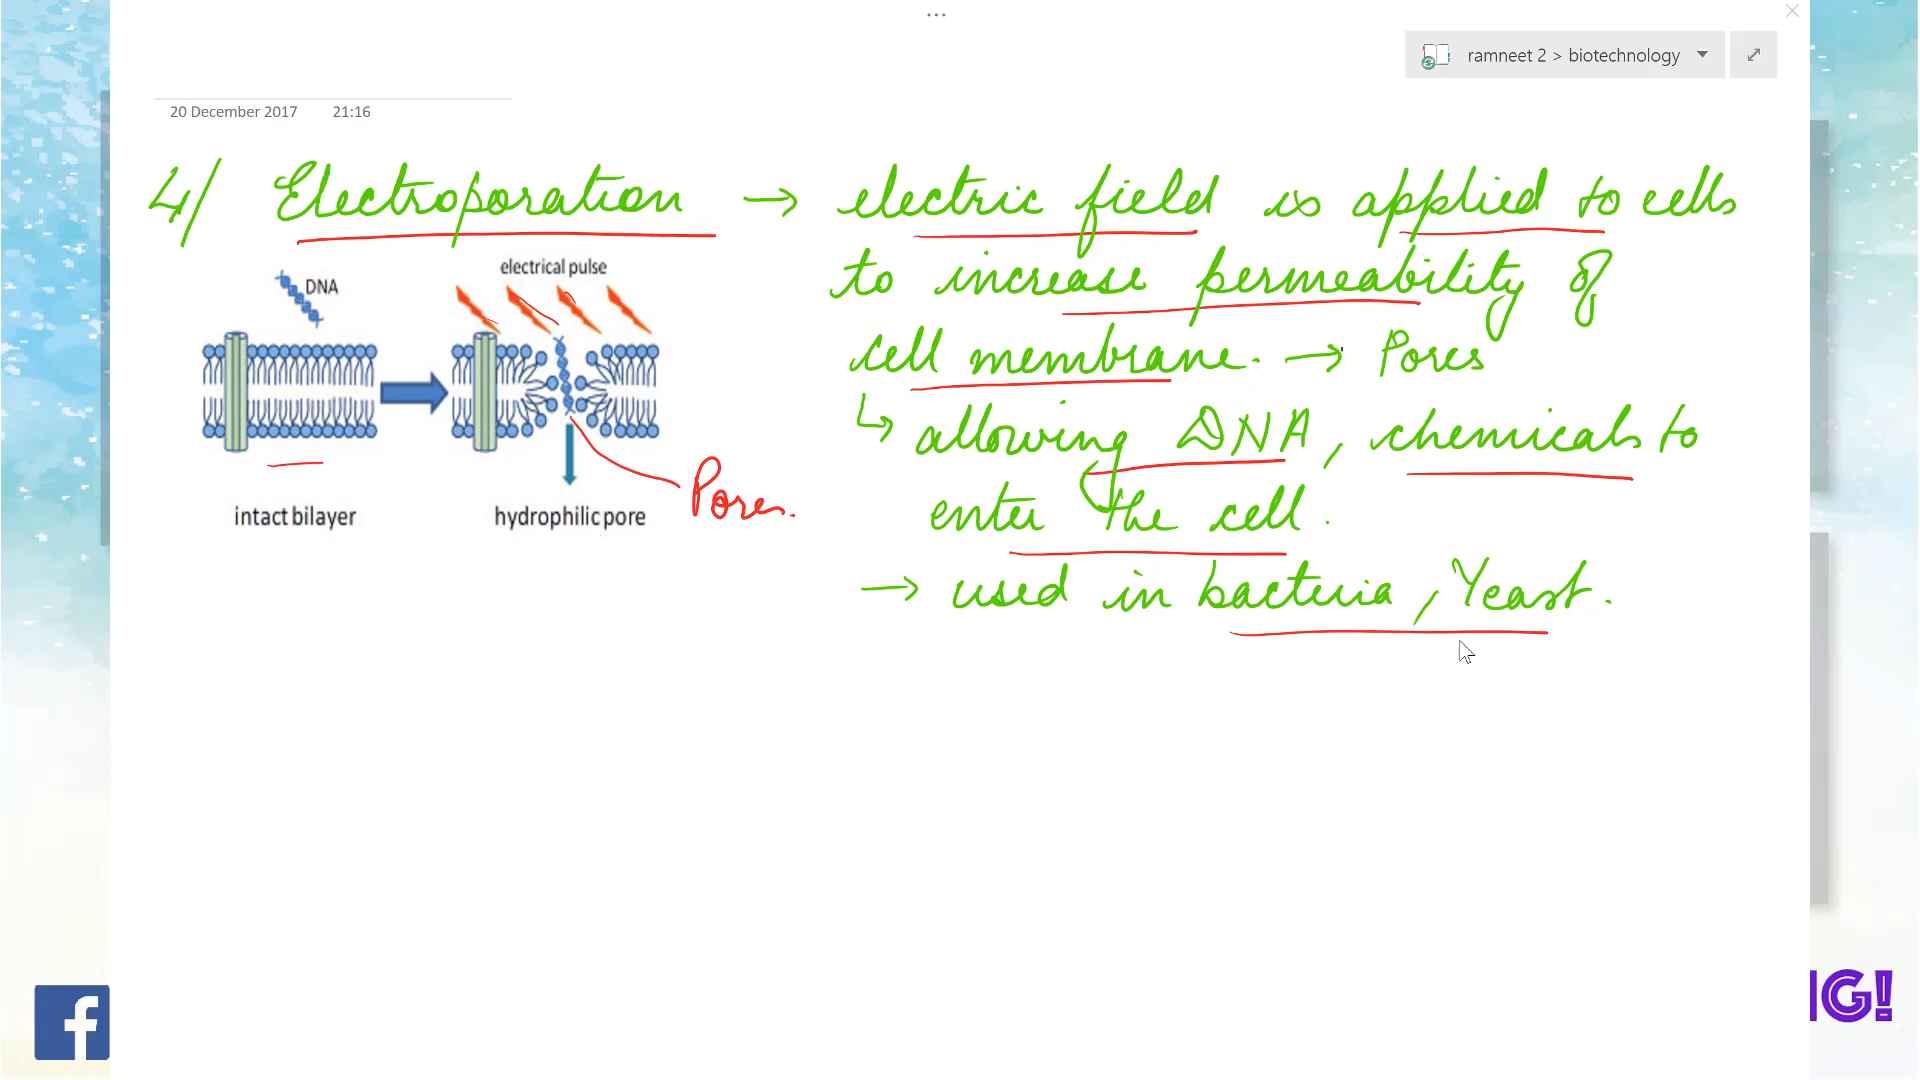 ...
ramneet 2 > biotechnology
20 December 2017 21:16
4/ Electroporation → electric field is applied to cells
to increase permeability of
cell membrane. → Pores
↳ allowing DNA, chemicals to
enter the cell.
→ used in bacteria, Yeast.
electrical pulse
DNA
Pores.
intact bilayer
hydrophilic pore
f
G!